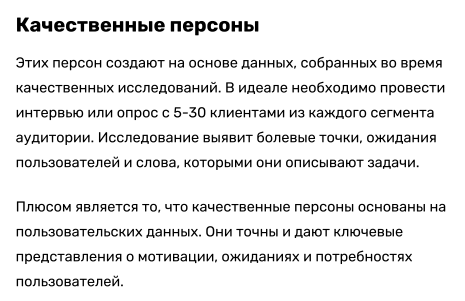 Качественные персоны
Этих персон создают на основе данных, собранных во время
качественных исследований. В идеале необходимо провести
интервью или опрос с 5-30 клиентами из каждого сегмента
аудитории. Исследование выявит болевые точки, ожидания
пользователей и слова, которыми они описывают задачи.
Плюсом является то, что качественные персоны основаны на
пользовательских данных. Они точны и дают ключевые
представления о мотивации, ожиданиях и потребностях
пользователей.